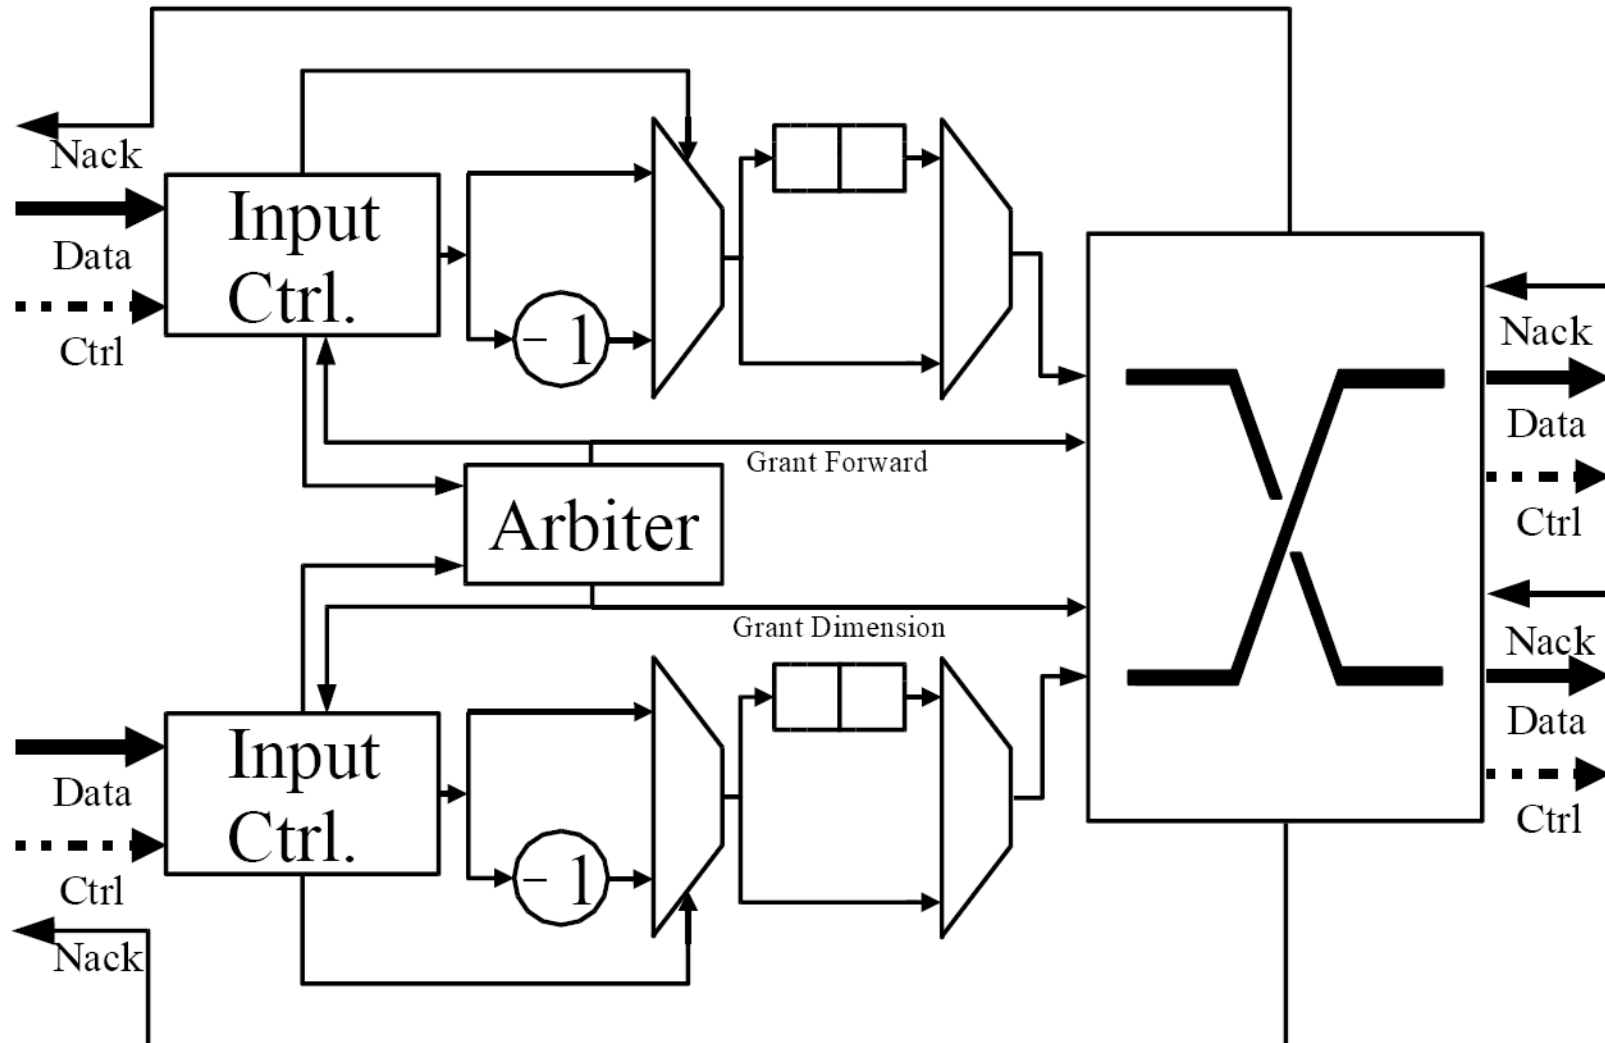 Nack
Input
Ctrl.
Data
Ctrl
- 1
Nack
Data
Ctrl
Grant Forward
Arbiter
Grant Dimension
Nack
Data
Ctrl
Input
Ctrl.
Data
Ctrl
- 1
Nack